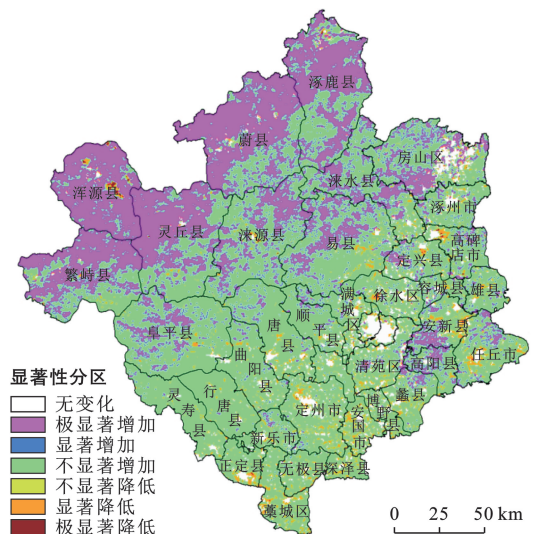 涿鹿县
蔚县
房山区
浑源县
涞水县
涿州市
灵丘县
涞源县
易县
高碑
店市
定兴县
繁峙县
满城区
徐水区
容城县
雄县
阜平县
唐县
顺平县
安新县
曲阳县
清苑区
高阳县
任丘市
灵寿县
行唐县
定州市
安国市
博野县
蠡县
新乐市
正定县
无极县
深泽县
藁城区
显著性分区
无变化
极显著增加
显著增加
不显著增加
不显著降低
显著降低
极显著降低
0 25 50 km